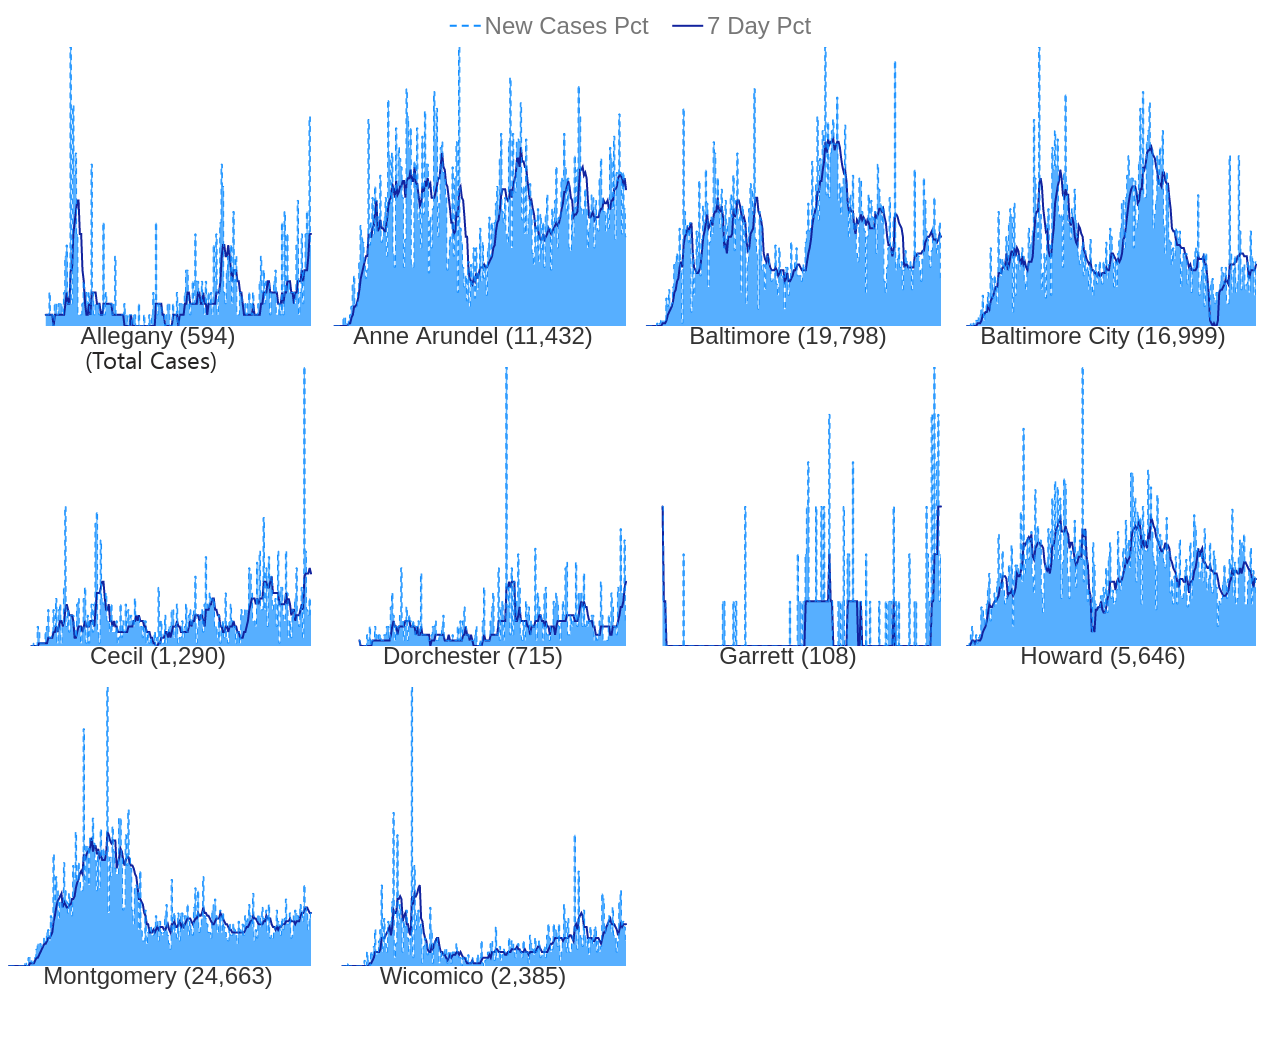 New Cases Pct 7 Day Pct
Allegany (594) Anne Arundel (11,432) Baltimore (19,798) Baltimore City (16,999)
(Total Cases)
Cecil (1,290) Dorchester (715) Garrett (108) Howard (5,646)
Montgomery (24,663) Wicomico (2,385)